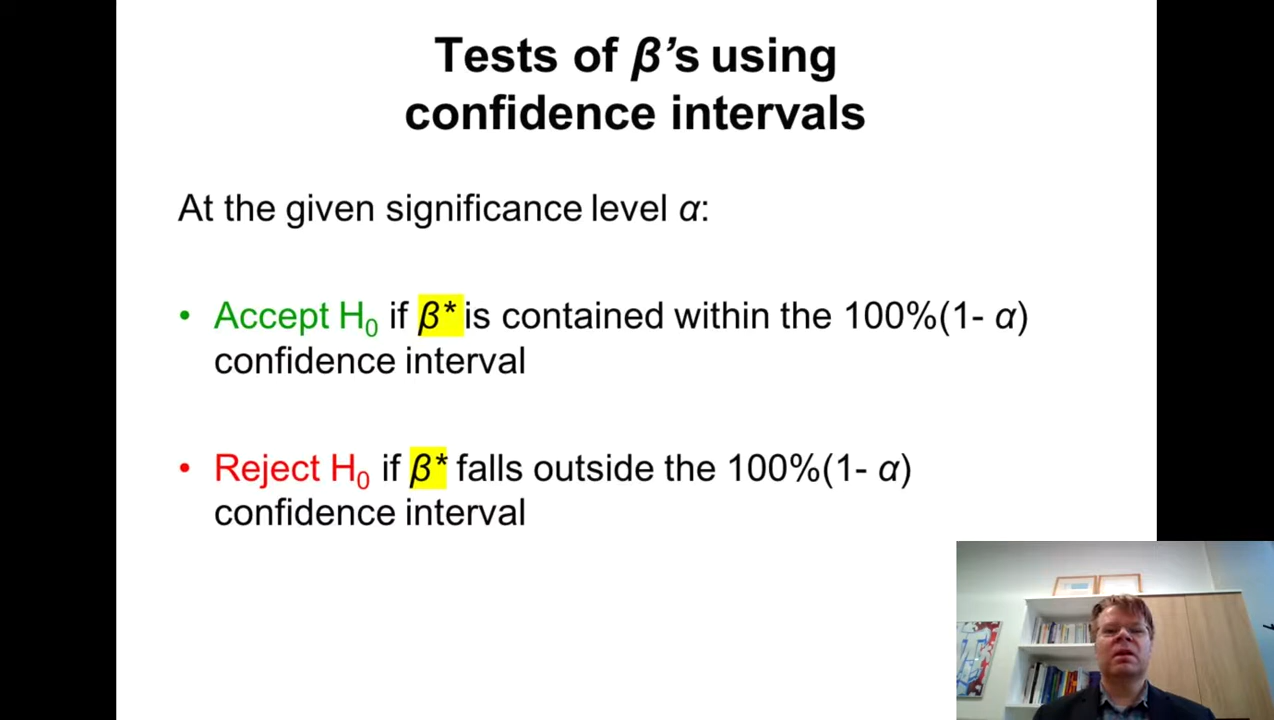 Tests of β’s using
confidence intervals
At the given significance level α:
• Accept H₀ if β* is contained within the 100%(1- α)
confidence interval
• Reject H₀ if β* falls outside the 100%(1- α)
confidence interval